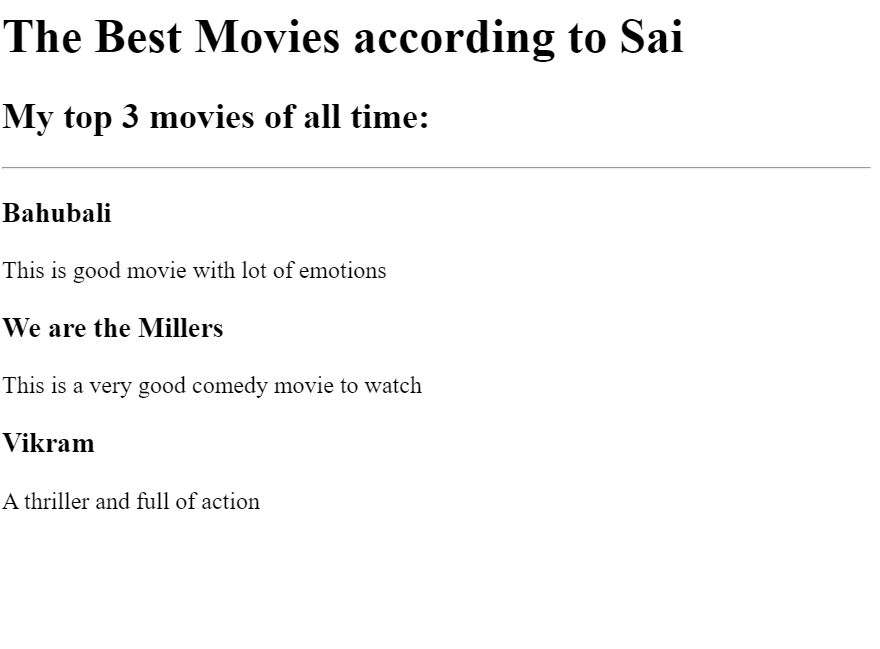 The Best Movies according to Sai
My top 3 movies of all time:
Bahubali
This is good movie with lot of emotions
We are the Millers
This is a very good comedy movie to watch
Vikram
A thriller and full of action